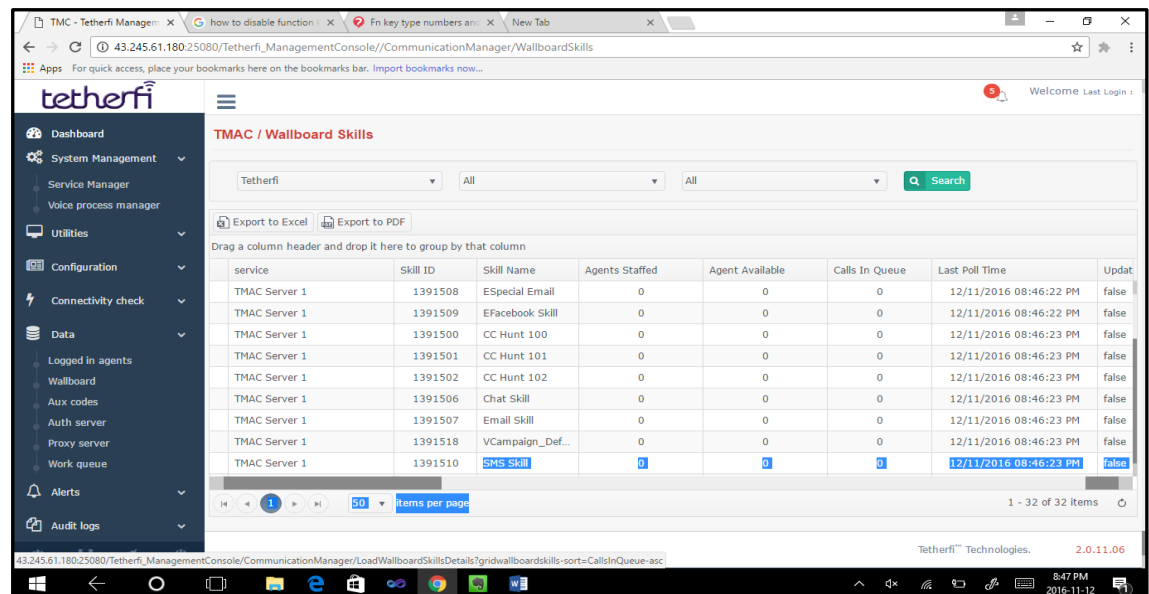 TMC - Tetherfi Managem
how to disable function
Fn key type numbers an
New Tab
43.245.61.180:25080/Tetherfi_ManagementConsole//CommunicationManager/WallboardSkills
Apps For quick access, place your bookmarks here on the bookmarks bar. Import bookmarks now...
tetherfi
5
Welcome Last Login :
Dashboard
System Management
Service Manager
Voice process manager
Utilities
Configuration
Connectivity check
Data
Logged in agents
Wallboard
Aux codes
Auth server
Proxy server
Work queue
Alerts
Audit logs
TMAC / Wallboard Skills
Tetherfi All All Search
Export to Excel Export to PDF
Drag a column header and drop it here to group by that column
service Skill ID Skill Name Agents Staffed Agent Available Calls In Queue Last Poll Time Updat
TMAC Server 1 1391508 ESpecial Email 0 0 0 12/11/2016 08:46:22 PM false
TMAC Server 1 1391509 EFacebook Skill 0 0 0 12/11/2016 08:46:22 PM false
TMAC Server 1 1391500 CC Hunt 100 0 0 0 12/11/2016 08:46:23 PM false
TMAC Server 1 1391501 CC Hunt 101 0 0 0 12/11/2016 08:46:23 PM false
TMAC Server 1 1391502 CC Hunt 102 0 0 0 12/11/2016 08:46:23 PM false
TMAC Server 1 1391506 Chat Skill 0 0 0 12/11/2016 08:46:23 PM false
TMAC Server 1 1391507 Email Skill 0 0 0 12/11/2016 08:46:23 PM false
TMAC Server 1 1391518 VCampaign_Def... 0 0 0 12/11/2016 08:46:23 PM false
TMAC Server 1 1391510 SMS Skill 0 0 0 12/11/2016 08:46:23 PM false
1 50 items per page 1 - 32 of 32 items
Tetherfi™ Technologies. 2.0.11.06
43.245.61.180:25080/Tetherfi_ManagementConsole/CommunicationManager/LoadWallboardSkillsDetails?gridwallboardskills-sort=CallsInQueue-asc
8:47 PM
2016-11-12